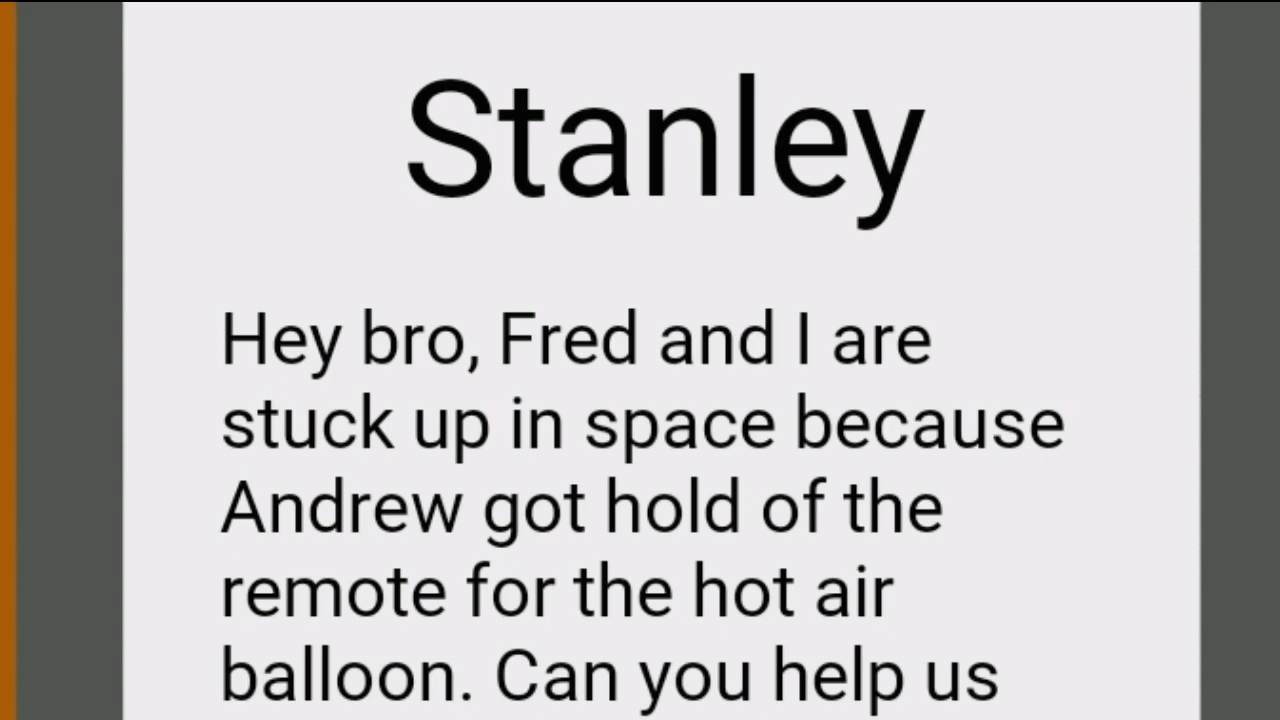 Stanley
Hey bro, Fred and I are
stuck up in space because
Andrew got hold of the
remote for the hot air
balloon. Can you help us